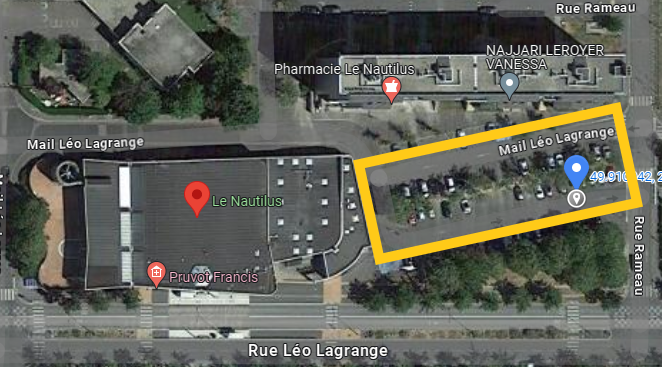 Rue Rameau
NAJJARI LEROYER
VANESSA
Pharmacie Le Nautilus
Mail Léo Lagrange
Mail Léo Lagrange
Le Nautilus
Pruvot Francis
Rue Rameau
Rue Léo Lagrange